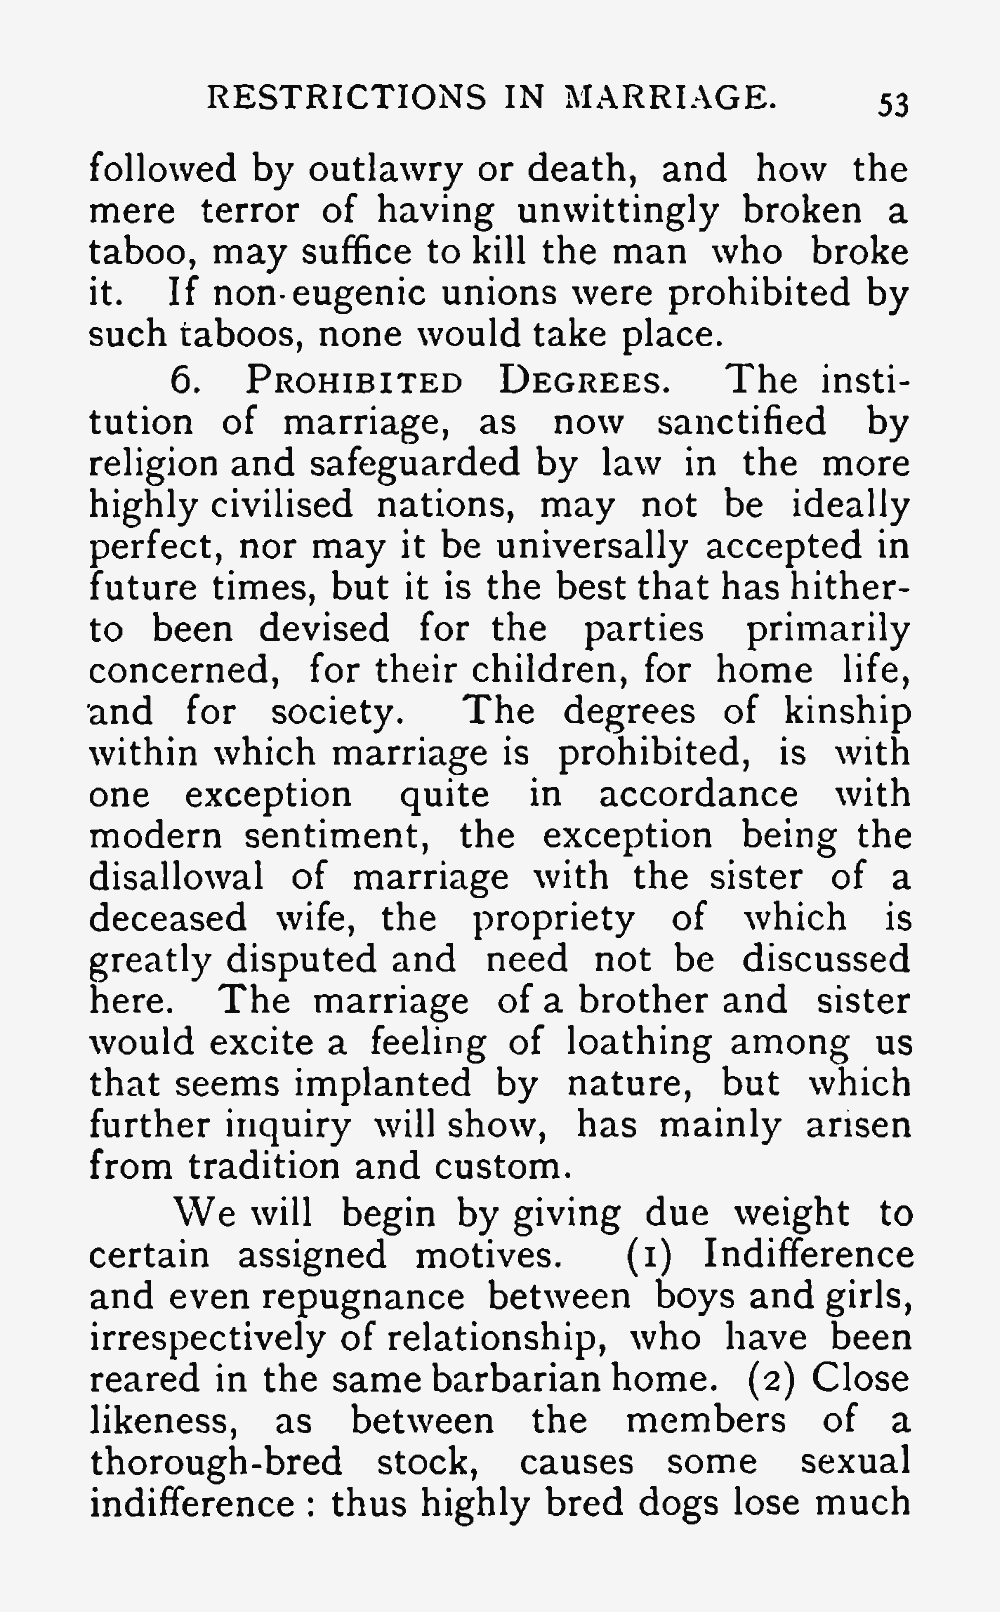 RESTRICTIONS IN MARRIAGE. 53
followed by outlawry or death, and how the
mere terror of having unwittingly broken a
taboo, may suffice to kill the man who broke
it. If non-eugenic unions were prohibited by
such taboos, none would take place.
6. PROHIBITED DEGREES. The insti-
tution of marriage, as now sanctified by
religion and safeguarded by law in the more
highly civilised nations, may not be ideally
perfect, nor may it be universally accepted in
future times, but it is the best that has hither-
to been devised for the parties primarily
concerned, for their children, for home life,
and for society. The degrees of kinship
within which marriage is prohibited, is with
one exception quite in accordance with
modern sentiment, the exception being the
disallowal of marriage with the sister of a
deceased wife, the propriety of which is
greatly disputed and need not be discussed
here. The marriage of a brother and sister
would excite a feeling of loathing among us
that seems implanted by nature, but which
further inquiry will show, has mainly arisen
from tradition and custom.
We will begin by giving due weight to
certain assigned motives. (1) Indifference
and even repugnance between boys and girls,
irrespectively of relationship, who have been
reared in the same barbarian home. (2) Close
likeness, as between the members of a
thorough-bred stock, causes some sexual
indifference : thus highly bred dogs lose much